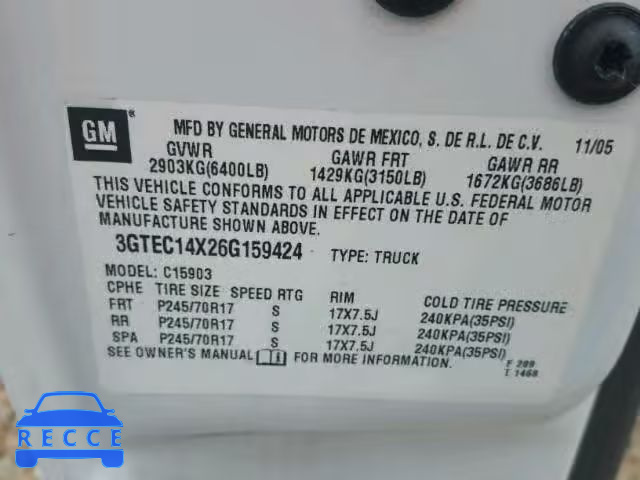 GM ®
MFD BY GENERAL MOTORS DE MEXICO, S. DE R.L. DE C.V. 11/05
GVWR GAWR FRT GAWR RR
2903KG(6400LB) 1429KG(3150LB) 1672KG(3686LB)
THIS VEHICLE CONFORMS TO ALL APPLICABLE U.S. FEDERAL MOTOR
VEHICLE SAFETY STANDARDS IN EFFECT ON THE DATE OF
MANUFACTURE SHOWN ABOVE.
3GTEC14X26G159424 TYPE: TRUCK
MODEL: C15903
CPHE TIRE SIZE SPEED RTG RIM COLD TIRE PRESSURE
FRT P245/70R17 S 17X7.5J 240KPA(35PSI)
RR P245/70R17 S 17X7.5J 240KPA(35PSI)
SPA P245/70R17 S 17X7.5J 240KPA(35PSI)
SEE OWNER'S MANUAL FOR MORE INFORMATION.
F 209
T 1468
RECCE